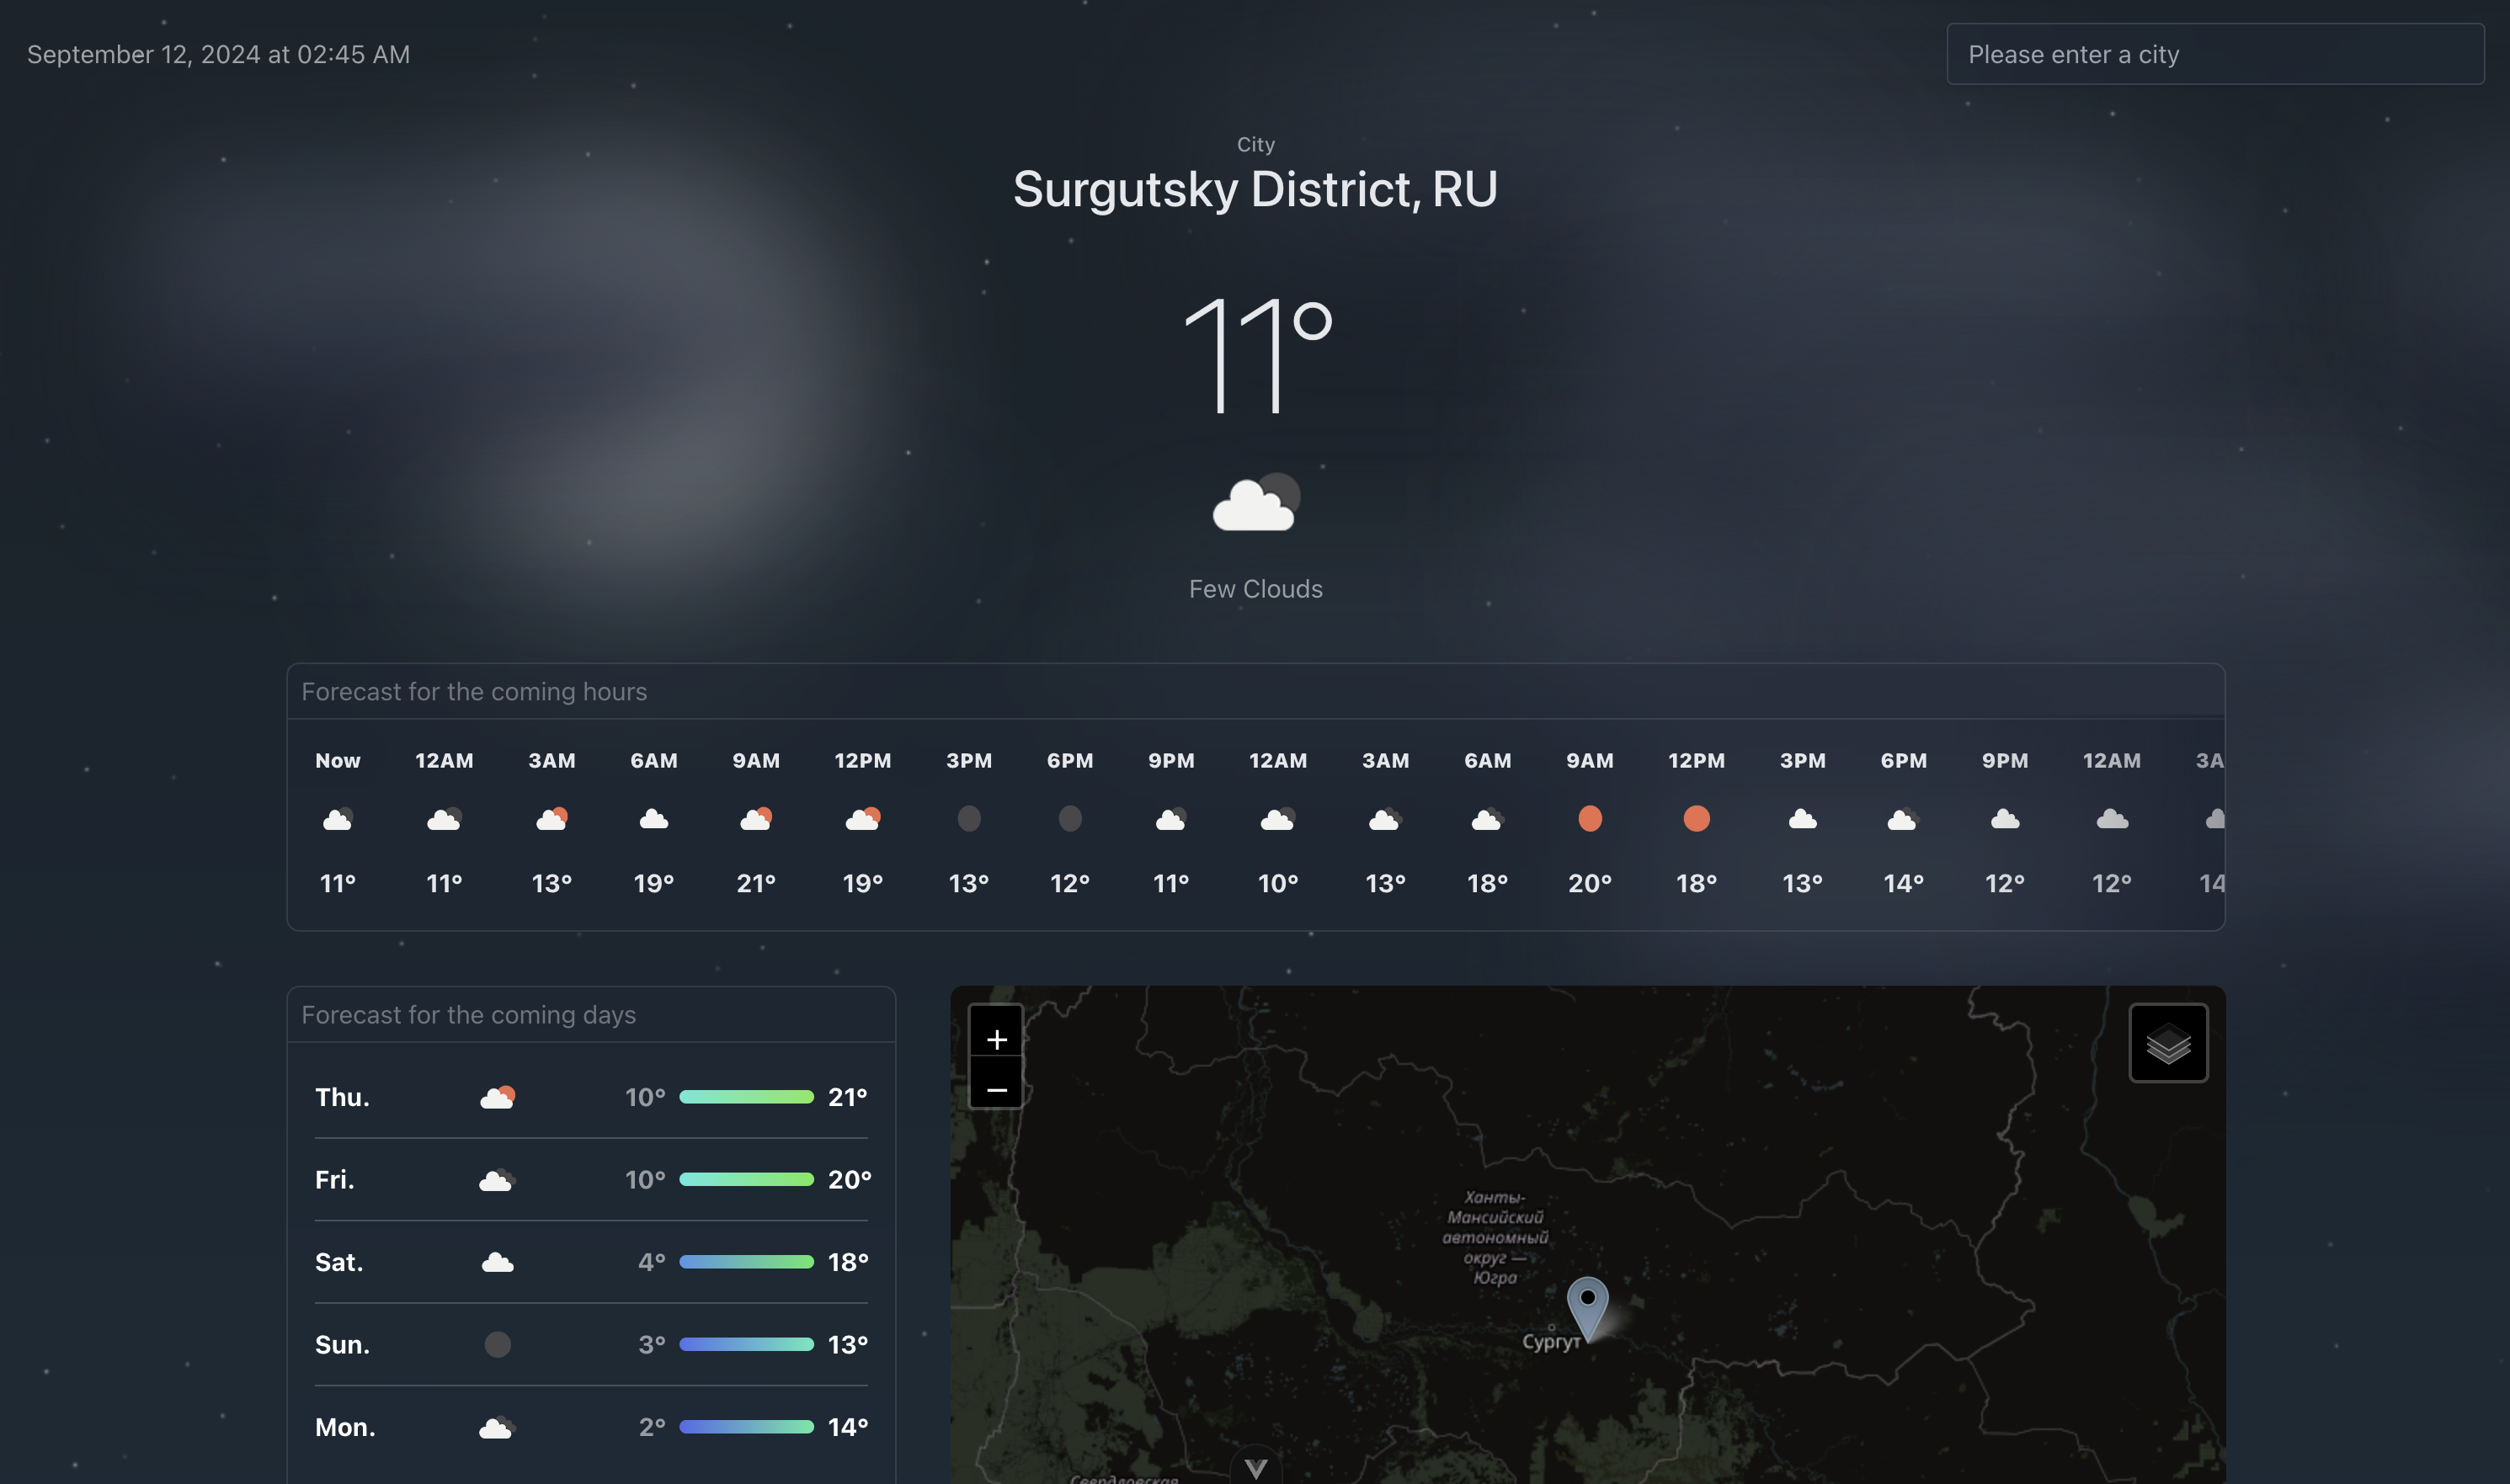 September 12, 2024 at 02:45 AM
Please enter a city
City
Surgutsky District, RU
11°
Few Clouds
Forecast for the coming hours
Now 12AM 3AM 6AM 9AM 12PM 3PM 6PM 9PM 12AM 3AM 6AM 9AM 12PM 3PM 6PM 9PM 12AM 3A
11° 11° 13° 19° 21° 19° 13° 12° 11° 10° 13° 18° 20° 18° 13° 14° 12° 12° 14
Forecast for the coming days
Thu. 10° 21°
Fri. 10° 20°
Sat. 4° 18°
Sun. 3° 13°
Mon. 2° 14°
+
−
Ханты-
Мансийский
автономный
округ —
Югра
Сургут